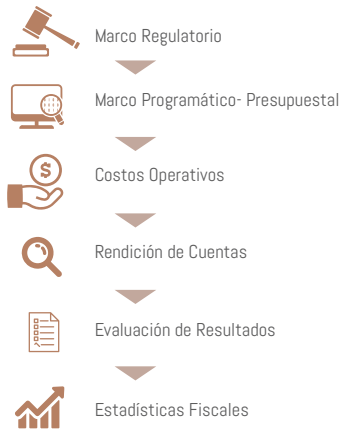 Marco Regulatorio
Marco Programático- Presupuestal
$
Costos Operativos
Rendición de Cuentas
Evaluación de Resultados
Estadísticas Fiscales